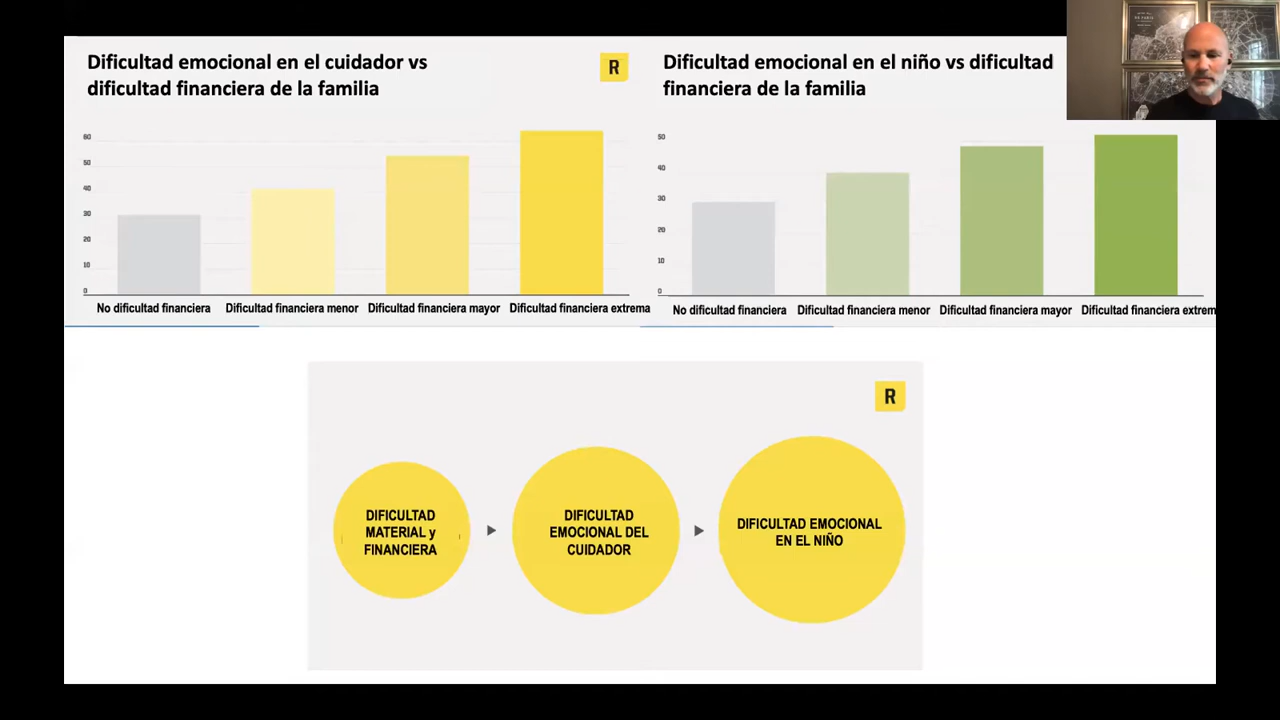 Dificultad emocional en el cuidador vs
dificultad financiera de la familia
R
60
50
40
30
20
10
0
No dificultad financiera
Dificultad financiera menor
Dificultad financiera mayor
Dificultad financiera extrema
Dificultad emocional en el niño vs dificultad
financiera de la familia
50
40
30
20
10
0
No dificultad financiera
Dificultad financiera menor
Dificultad financiera mayor
Dificultad financiera extrem
R
DIFICULTAD
MATERIAL y
FINANCIERA
DIFICULTAD
EMOCIONAL DEL
CUIDADOR
DIFICULTAD EMOCIONAL
EN EL NIÑO